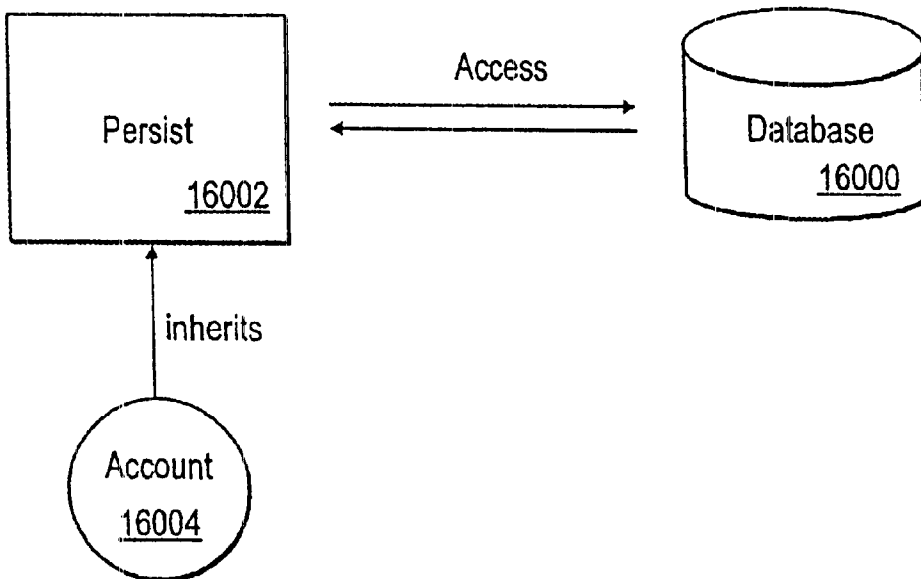 Access
Persist
16002
Database
16000
inherits
Account
16004